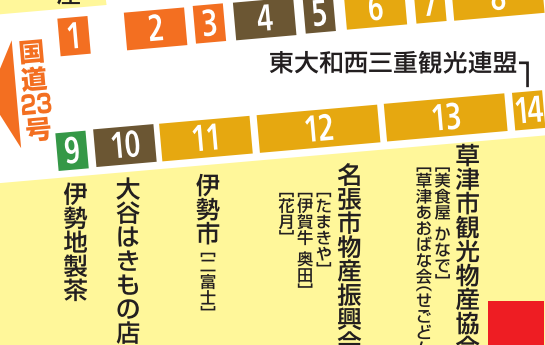 1 2 3 4 5 6 7 8
国道23号
東大和西三重観光連盟
9 10 11 12 13 14
伊勢地製茶
大谷はきもの店
伊勢市[二富士]
名張市物産振興会
[たまきや]
[伊賀牛 奥田]
[花月]
草津市観光物産協会
[美食屋 かなで]
[草津あおばな会(せごどん